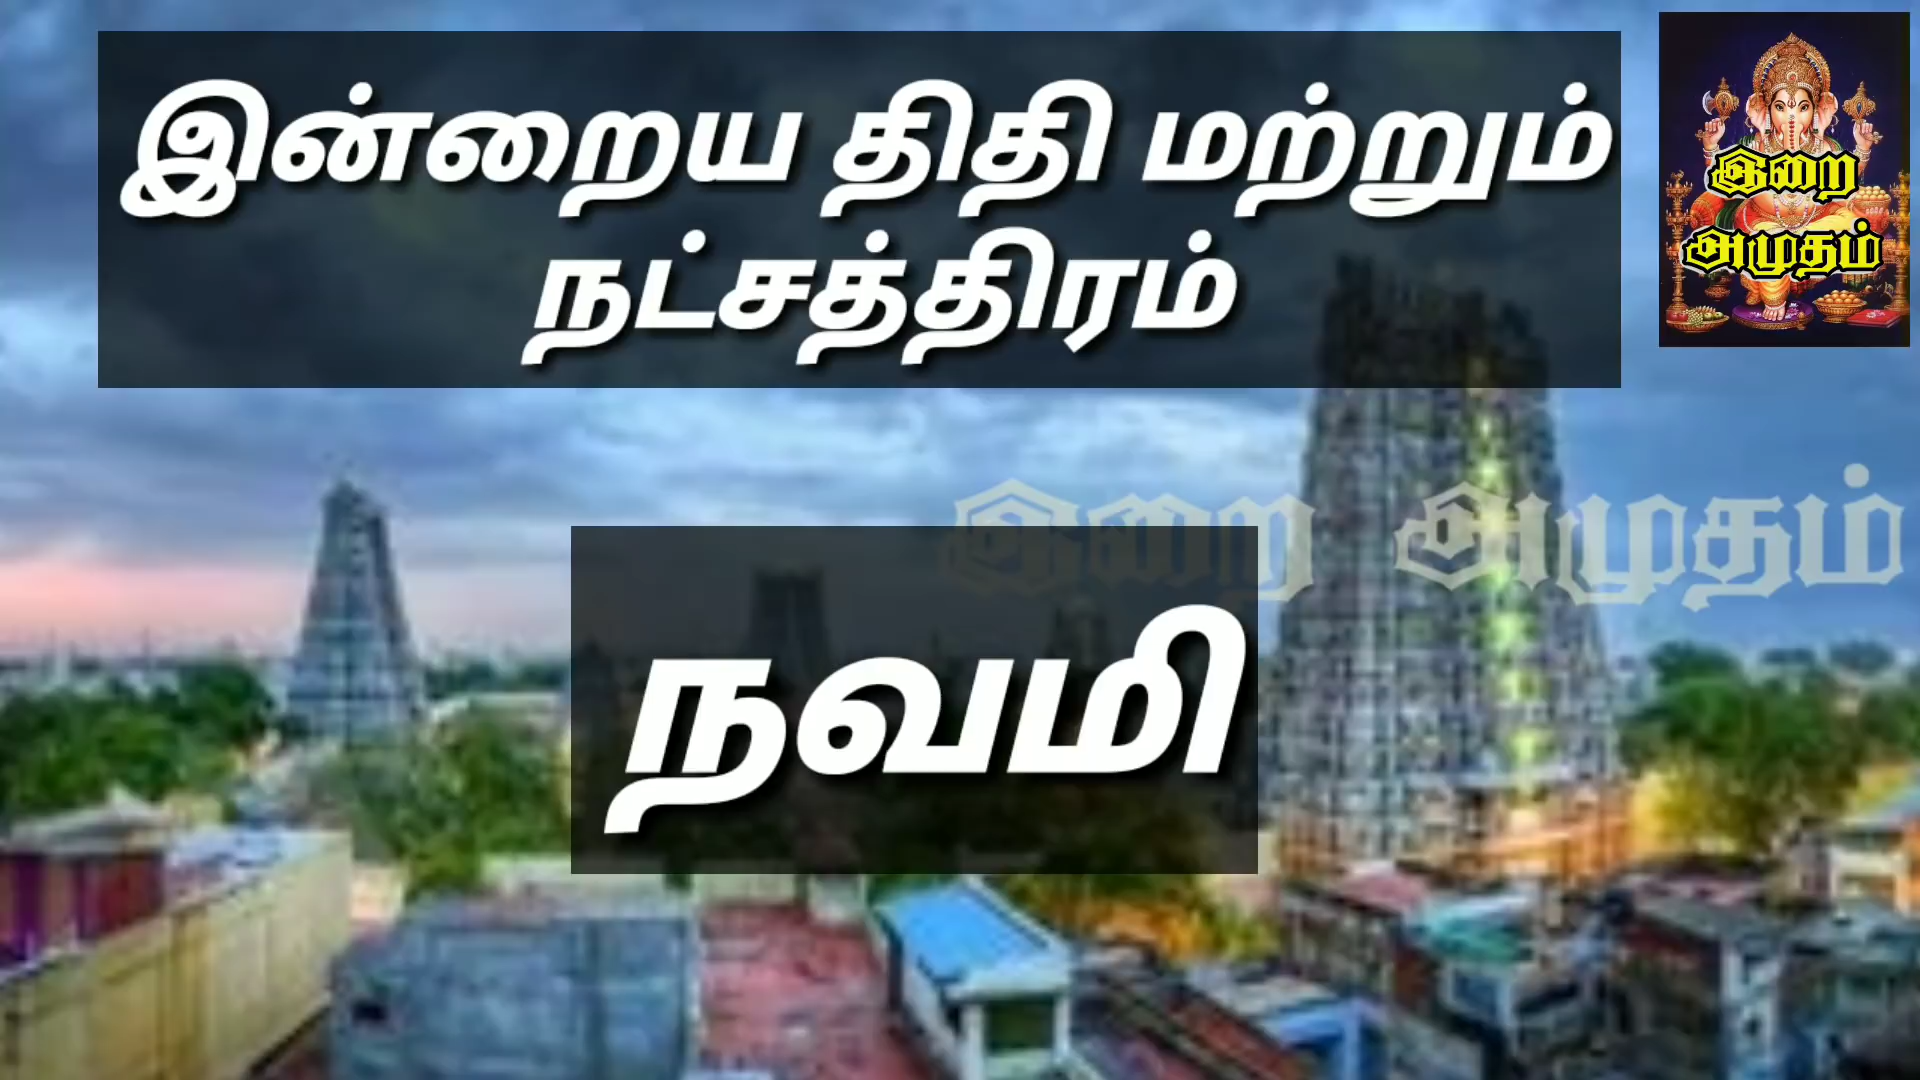 இன்றைய திதி மற்றும்
நட்சத்திரம்
இறை
அமுதம்
இறை அமுதம்
நவமி